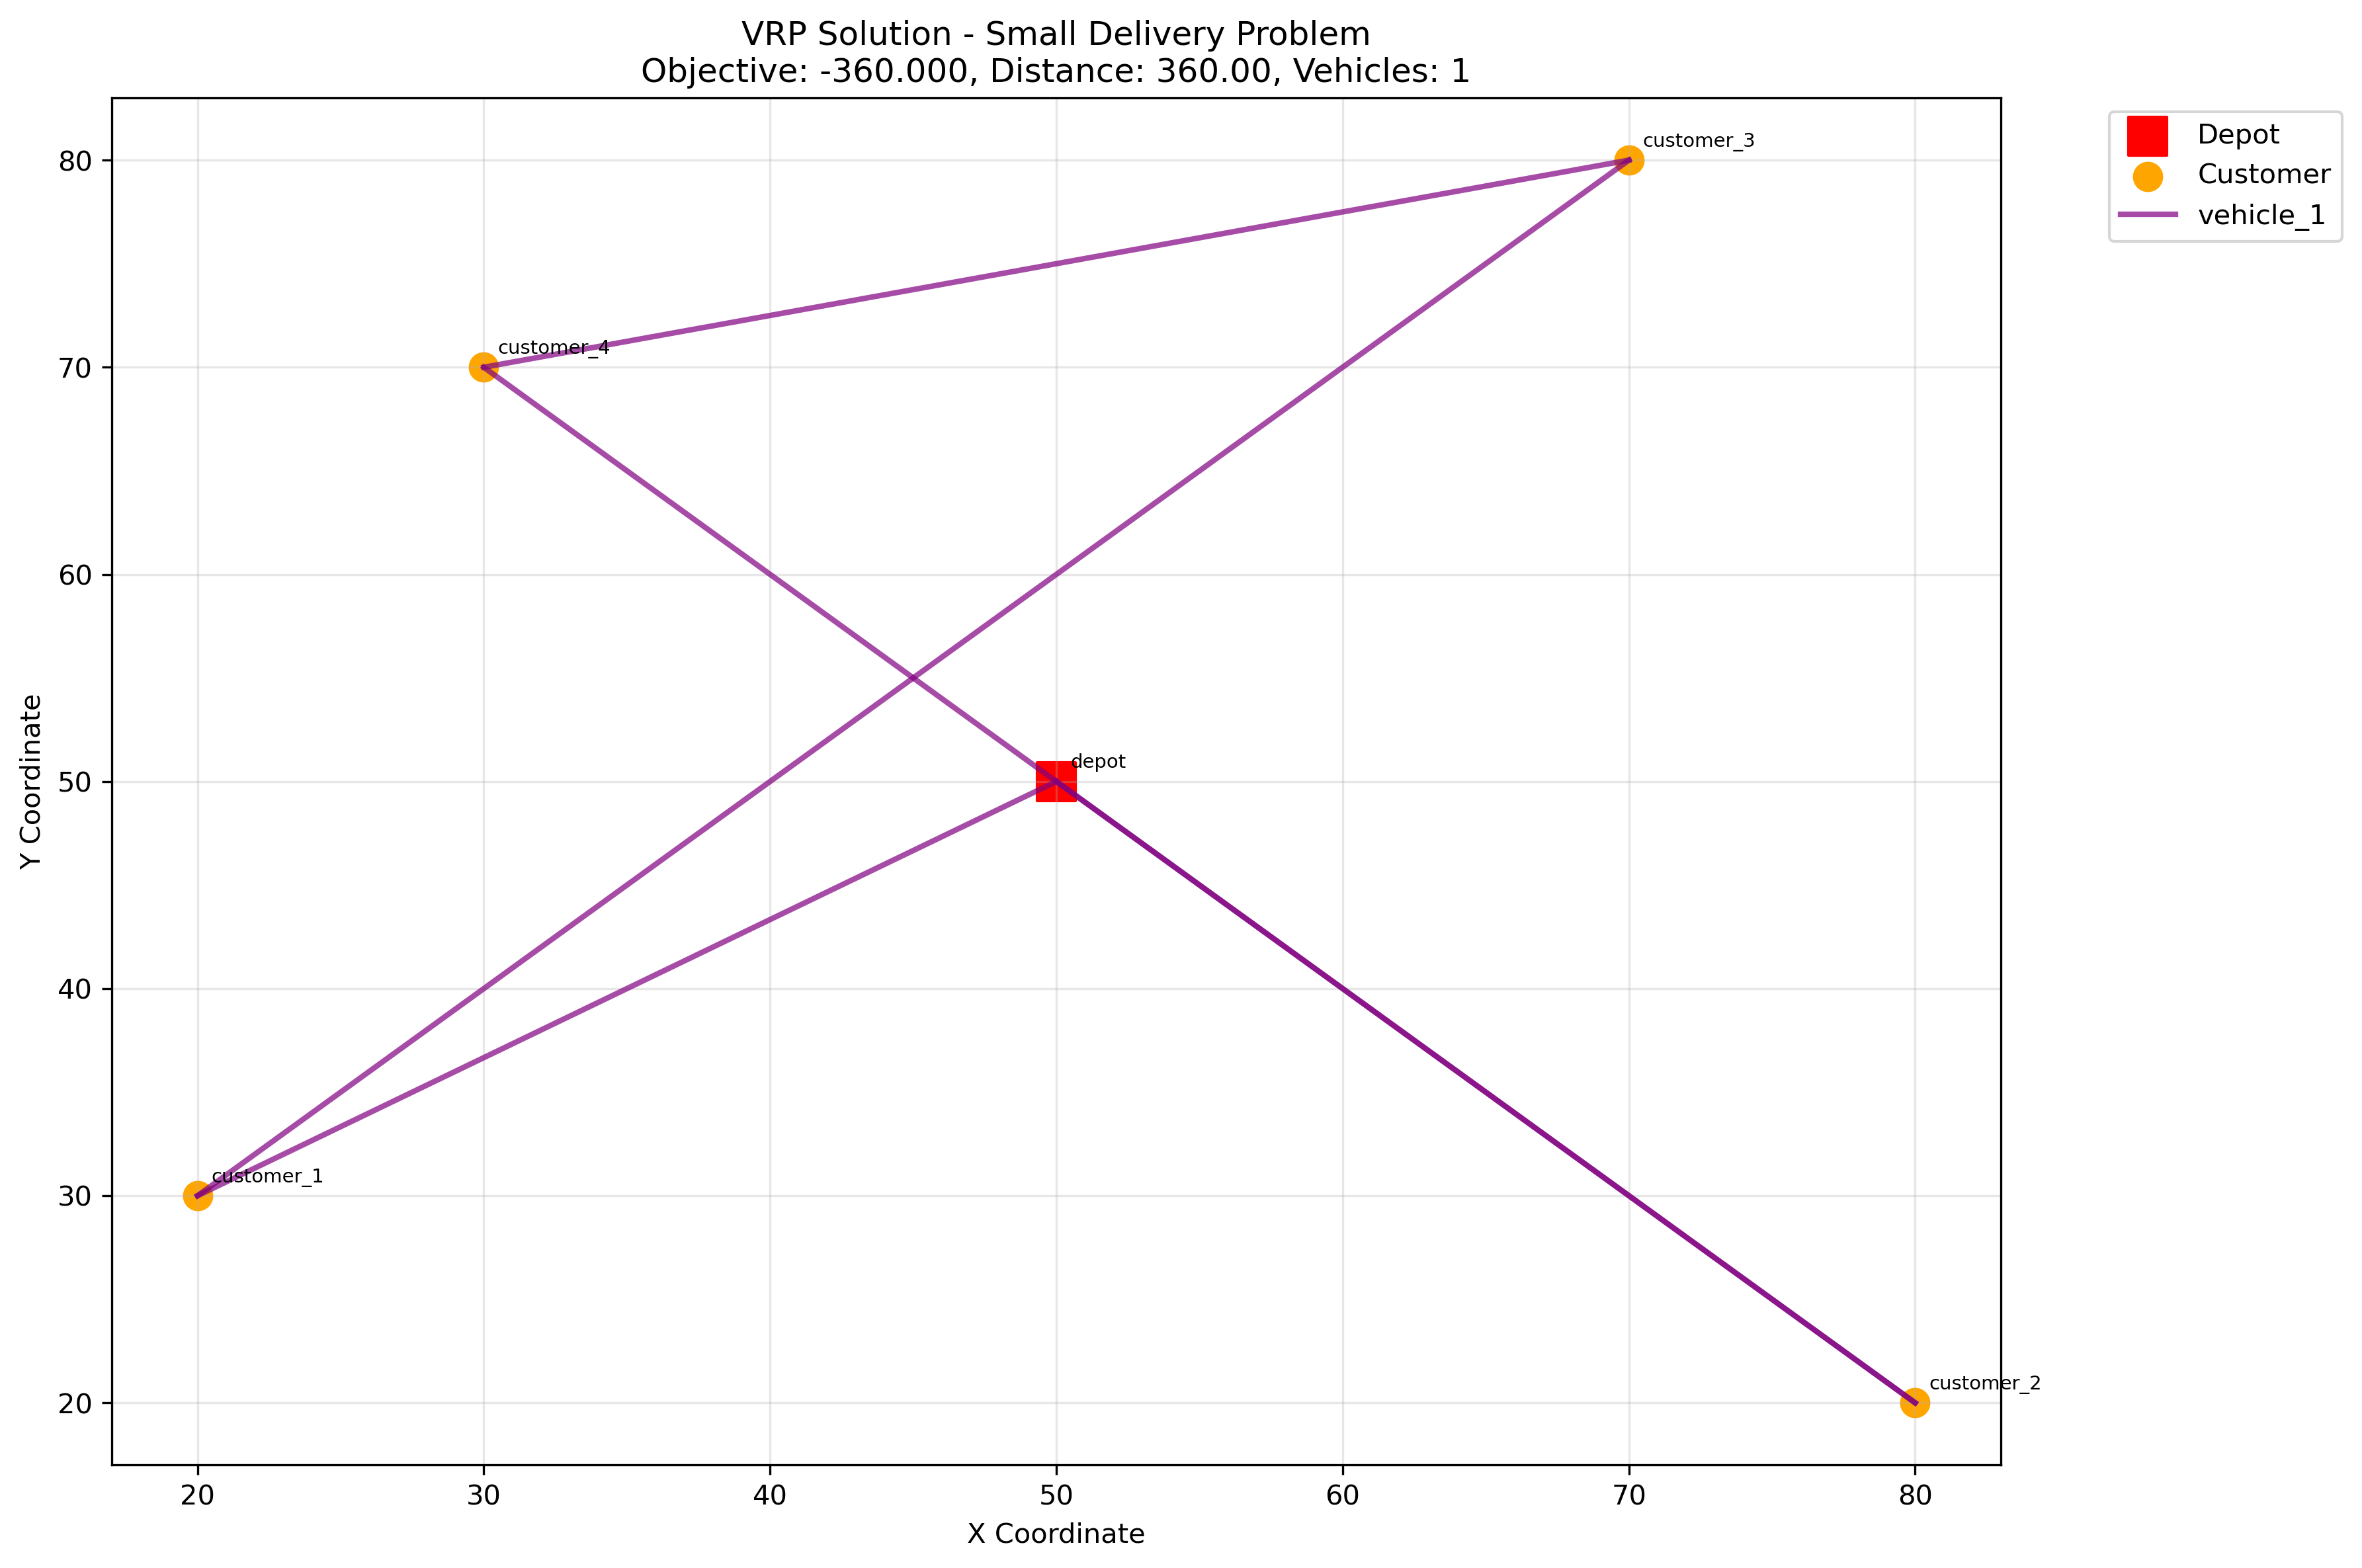 VRP Solution - Small Delivery Problem
Objective: -360.000, Distance: 360.00, Vehicles: 1
Depot
Customer
vehicle_1
customer_3
customer_4
depot
customer_1
customer_2
Y Coordinate
80
70
60
50
40
30
20
20
30
40
50
60
70
80
X Coordinate